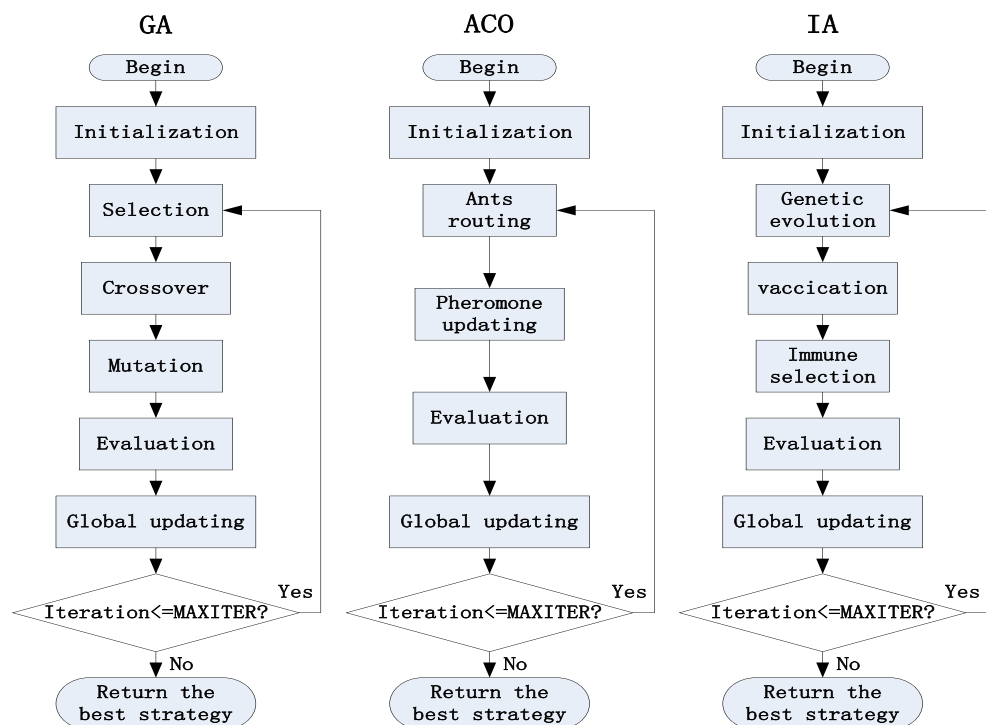 GA
Begin
Initialization
Selection
Crossover
Mutation
Evaluation
Global updating
Iteration<=MAXITER?
Yes
No
Return the
best strategy
ACO
Begin
Initialization
Ants
routing
Pheromone
updating
Evaluation
Global updating
Iteration<=MAXITER?
Yes
No
Return the
best strategy
IA
Begin
Initialization
Genetic
evolution
vaccication
Immune
selection
Evaluation
Global updating
Iteration<=MAXITER?
Yes
No
Return the
best strategy